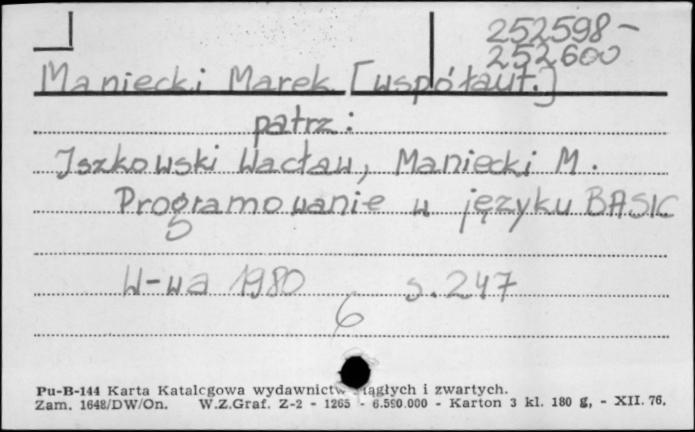 252598 -
252600
Maniecki Marek [współaut.]
patrz:
Iszkowski Wacław, Maniecki M.
Programowanie w języku BASIC
W-wa 1980 s. 247
6
Pu-B-144 Karta Katalogowa wydawnictw ciągłych i zwartych.
Zam. 1648/DW/On. W.Z.Graf. Z-2 - 1265 - 6.590.000 - Karton 3 kl. 180 g, - XII. 76.